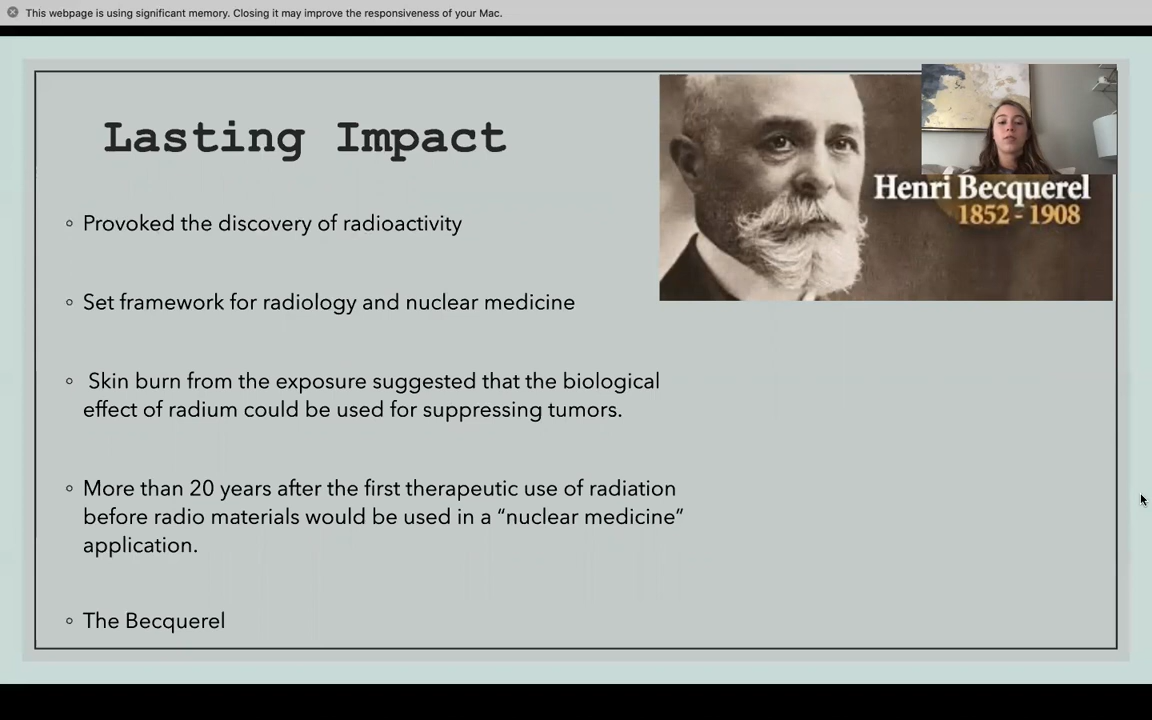 This webpage is using significant memory. Closing it may improve the responsiveness of your Mac.
Lasting Impact
Henri Becquerel
1852 - 1908
◦ Provoked the discovery of radioactivity
◦ Set framework for radiology and nuclear medicine
◦ Skin burn from the exposure suggested that the biological
effect of radium could be used for suppressing tumors.
◦ More than 20 years after the first therapeutic use of radiation
before radio materials would be used in a “nuclear medicine”
application.
◦ The Becquerel